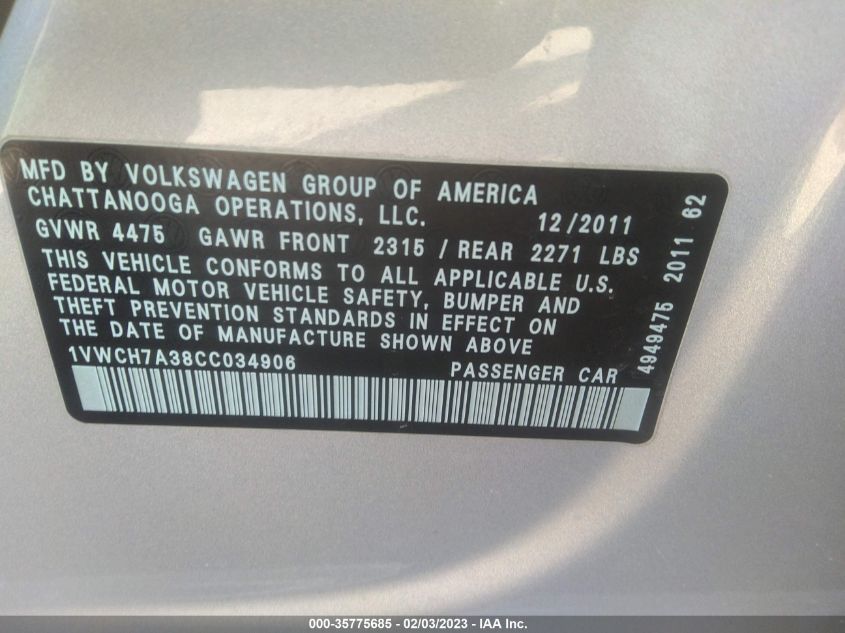 MFD BY VOLKSWAGEN GROUP OF AMERICA
CHATTANOOGA OPERATIONS, LLC. 12/2011
GVWR 4475 GAWR FRONT 2315 / REAR 2271 LBS
THIS VEHICLE CONFORMS TO ALL APPLICABLE U.S.
FEDERAL MOTOR VEHICLE SAFETY, BUMPER AND
THEFT PREVENTION STANDARDS IN EFFECT ON
THE DATE OF MANUFACTURE SHOWN ABOVE
1VWCH7A38CC034906 PASSENGER CAR
4949475 2011 62
000-35775685 - 02/03/2023 - IAA Inc.